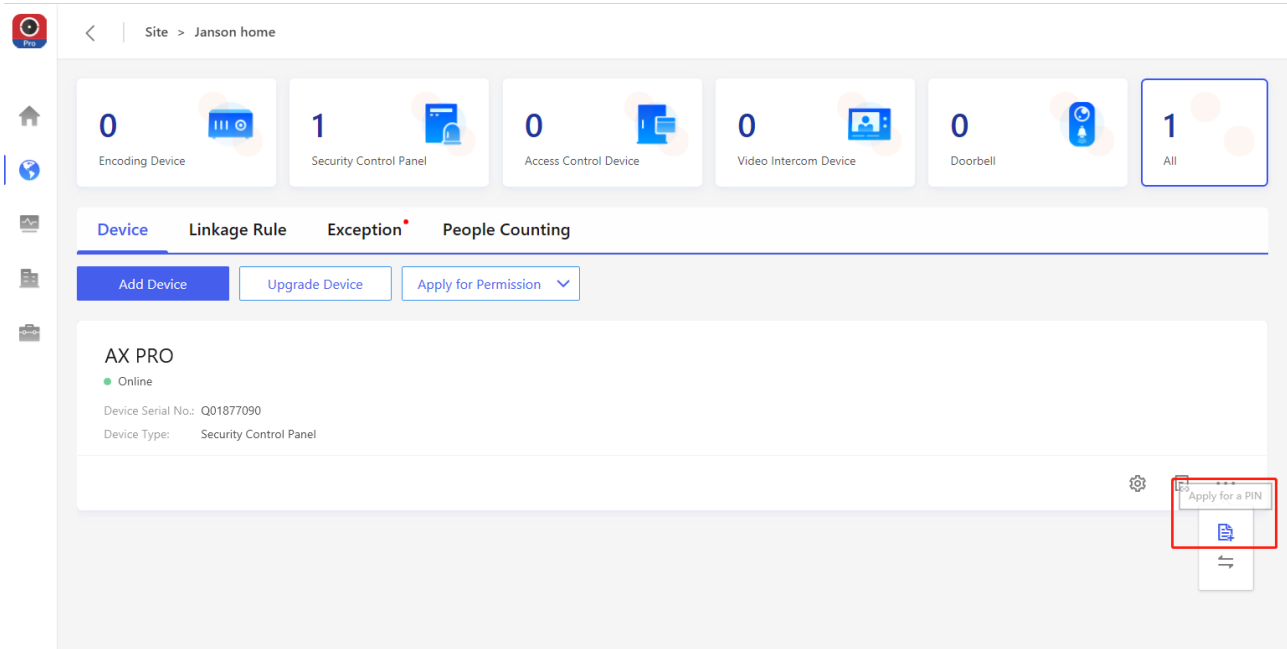 Pro
Site > Janson home
0
Encoding Device
1
Security Control Panel
0
Access Control Device
0
Video Intercom Device
0
Doorbell
1
All
Device Linkage Rule Exception People Counting
Add Device Upgrade Device Apply for Permission
AX PRO
Online
Device Serial No.: Q01877090
Device Type: Security Control Panel
Apply for a PIN